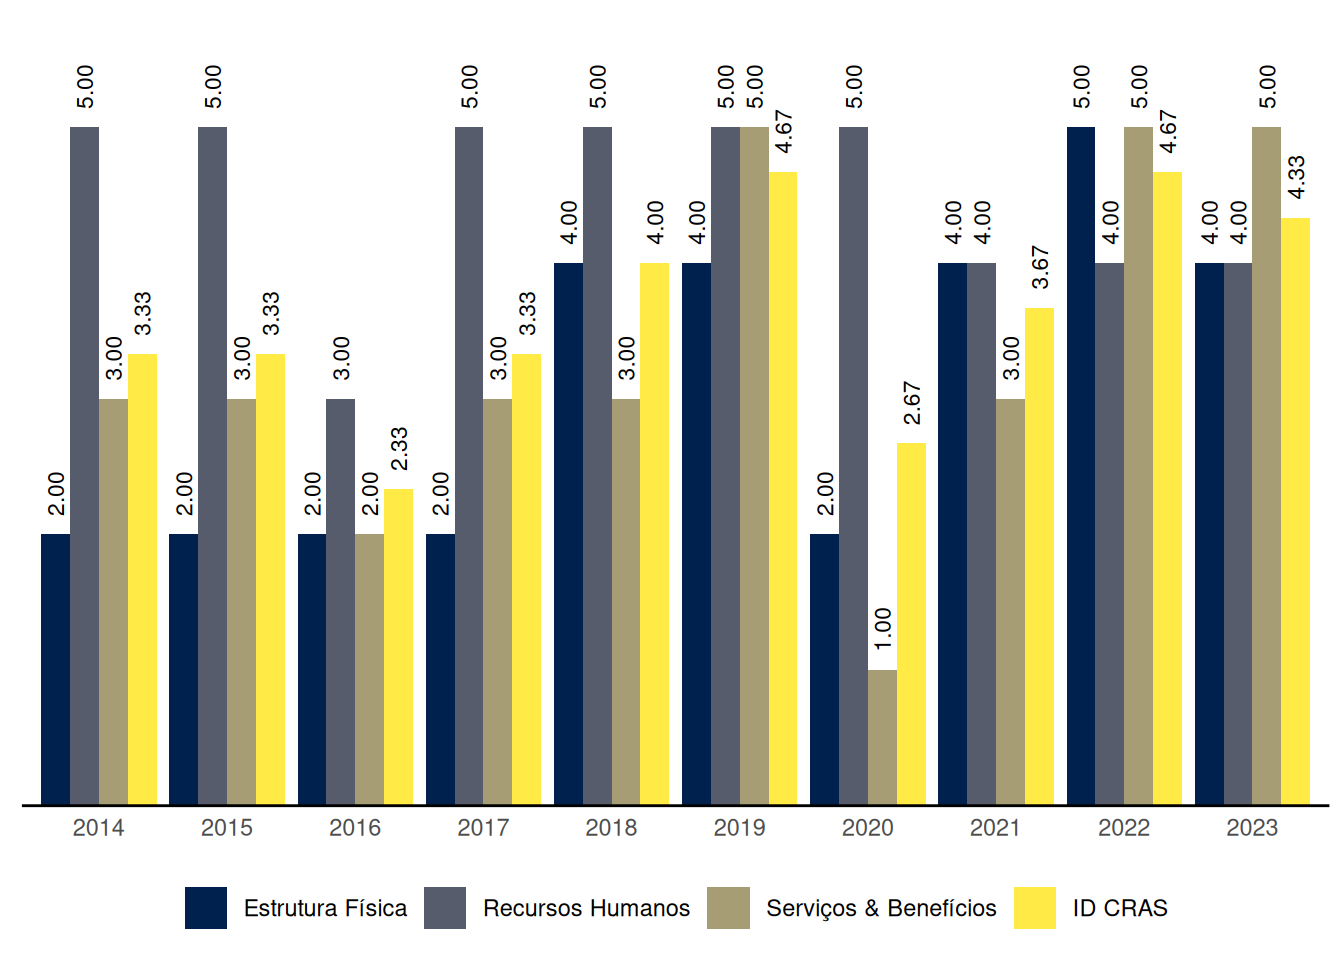 5.00 5.00 5.00 5.00 5.00 5.00 5.00 5.00 5.00 5.00
4.67 4.67
4.33
4.00 4.00 4.00 4.00 4.00 4.00 4.00 4.00
3.67
3.33 3.33 3.33
3.00 3.00 3.00 3.00 3.00 3.00
2.67
2.33
2.00 2.00 2.00 2.00 2.00 2.00
1.00
2014 2015 2016 2017 2018 2019 2020 2021 2022 2023
Estrutura Física Recursos Humanos Serviços & Benefícios ID CRAS